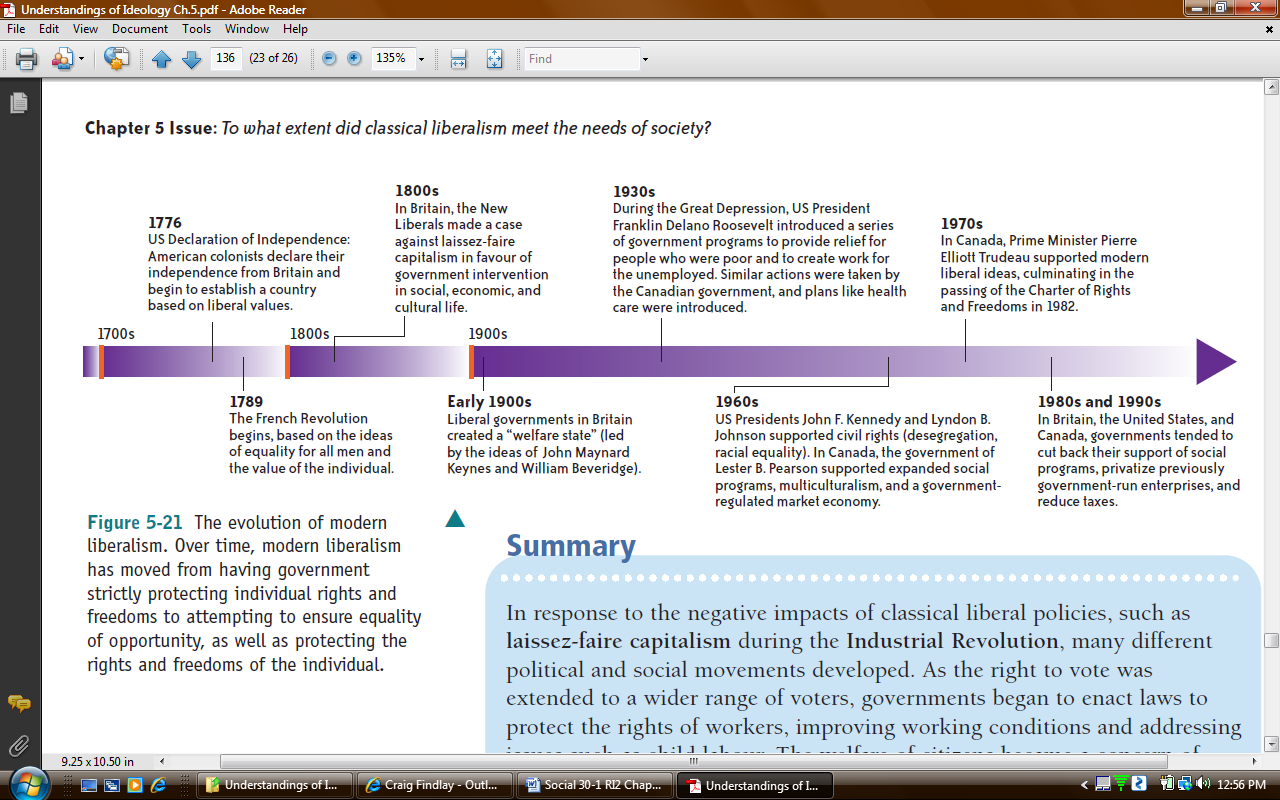 Understandings of Ideology Ch.5.pdf - Adobe Reader
File Edit View Document Tools Window Help
136 (23 of 26) 135% Find
Chapter 5 Issue: To what extent did classical liberalism meet the needs of society?
1776
US Declaration of Independence:
American colonists declare their
independence from Britain and
begin to establish a country
based on liberal values.
1800s
In Britain, the New
Liberals made a case
against laissez-faire
capitalism in favour of
government intervention
in social, economic, and
cultural life.
1930s
During the Great Depression, US President
Franklin Delano Roosevelt introduced a series
of government programs to provide relief for
people who were poor and to create work for
the unemployed. Similar actions were taken by
the Canadian government, and plans like health
care were introduced.
1970s
In Canada, Prime Minister Pierre
Elliott Trudeau supported modern
liberal ideas, culminating in the
passing of the Charter of Rights
and Freedoms in 1982.
1700s 1800s 1900s
1789
The French Revolution
begins, based on the ideas
of equality for all men and
the value of the individual.
Early 1900s
Liberal governments in Britain
created a “welfare state” (led
by the ideas of John Maynard
Keynes and William Beveridge).
1960s
US Presidents John F. Kennedy and Lyndon B.
Johnson supported civil rights (desegregation,
racial equality). In Canada, the government of
Lester B. Pearson supported expanded social
programs, multiculturalism, and a government-
regulated market economy.
1980s and 1990s
In Britain, the United States, and
Canada, governments tended to
cut back their support of social
programs, privatize previously
government-run enterprises, and
reduce taxes.
Figure 5-21 The evolution of modern
liberalism. Over time, modern liberalism
has moved from having government
strictly protecting individual rights and
freedoms to attempting to ensure equality
of opportunity, as well as protecting the
rights and freedoms of the individual.
Summary
In response to the negative impacts of classical liberal policies, such as
laissez-faire capitalism during the Industrial Revolution, many different
political and social movements developed. As the right to vote was
extended to a wider range of voters, governments began to enact laws to
protect the rights of workers, improving working conditions and addressing
issues such as child labour. The welfare of citizens became a concern of
9.25 x 10.50 in
Understandings of I... Craig Findlay - Outl... Social 30-1 RI2 Chap... Understandings of I... 12:56 PM